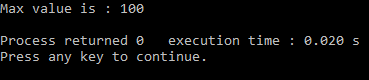 Max value is : 100
Process returned 0   execution time : 0.020 s
Press any key to continue.